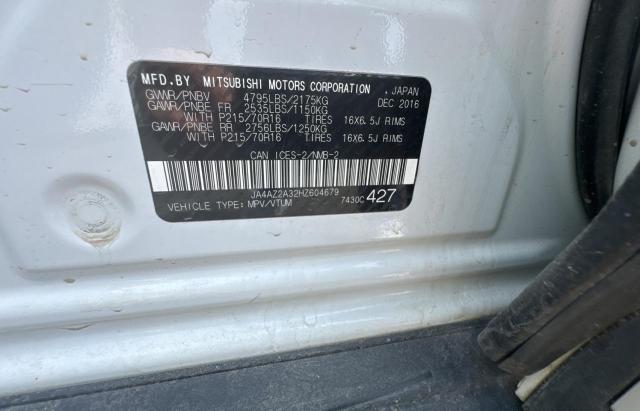 MFD.BY MITSUBISHI MOTORS CORPORATION , JAPAN
GVWR/PNBV 4795LBS/2175KG DEC 2016
GAWR/PNBE FR 2535LBS/1150KG
WITH P215/70R16 TIRES 16X6.5J RIMS
GAWR/PNBE RR 2756LBS/1250KG
WITH P215/70R16 TIRES 16X6.5J RIMS
CAN ICES-2/NMB-2
JA4AZ2A32HZ604679
VEHICLE TYPE: MPV/VTUM 7430C 427